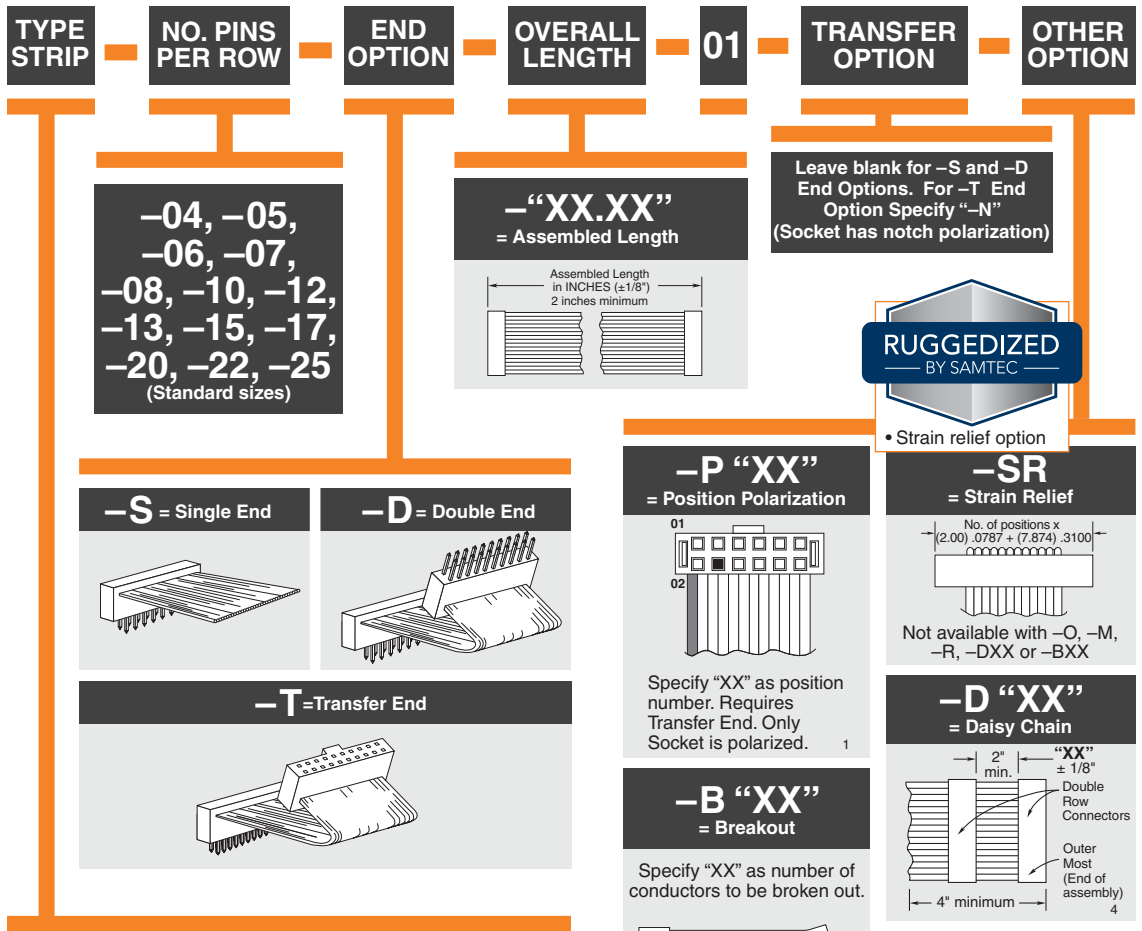 TYPE STRIP
NO. PINS PER ROW
END OPTION
OVERALL LENGTH
01
TRANSFER OPTION
OTHER OPTION
–04, –05,
–06, –07,
–08, –10, –12,
–13, –15, –17,
–20, –22, –25
(Standard sizes)
–“XX.XX”
= Assembled Length
Assembled Length
in INCHES (±1/8")
2 inches minimum
Leave blank for –S and –D
End Options. For –T End
Option Specify “–N”
(Socket has notch polarization)
RUGGEDIZED
BY SAMTEC
• Strain relief option
–S = Single End
–D = Double End
–T =Transfer End
–P “XX”
= Position Polarization
01
02
Specify “XX” as position
number. Requires
Transfer End. Only
Socket is polarized. 1
–SR
= Strain Relief
No. of positions x
(2.00) .0787 + (7.874) .3100
Not available with –O, –M,
–R, –DXX or –BXX
–B “XX”
= Breakout
Specify “XX” as number of
conductors to be broken out.
–D “XX”
= Daisy Chain
2"
min.
“XX”
± 1/8"
Double
Row
Connectors
Outer
Most
(End of
assembly)
4" minimum
4